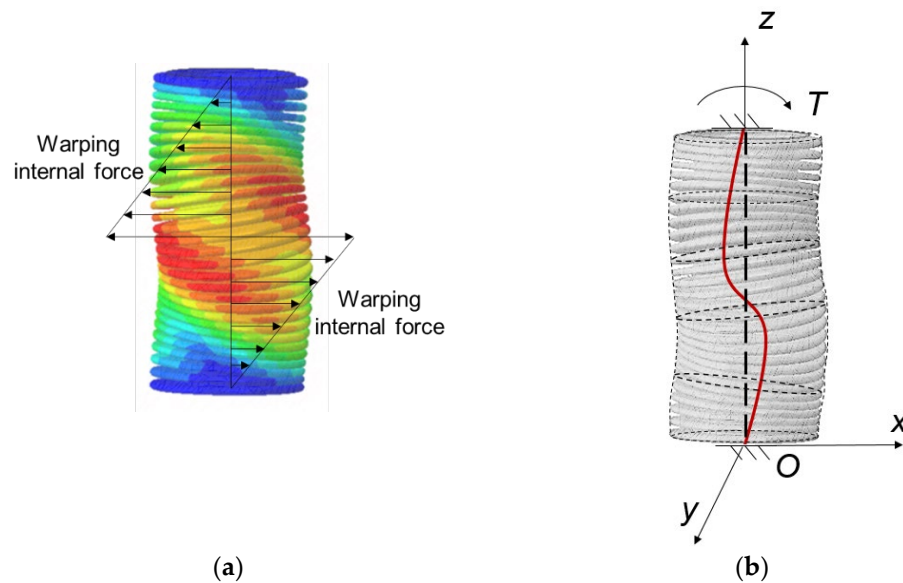 Warping
internal force
Warping
internal force
(a)
z
T
x
O
y
(b)